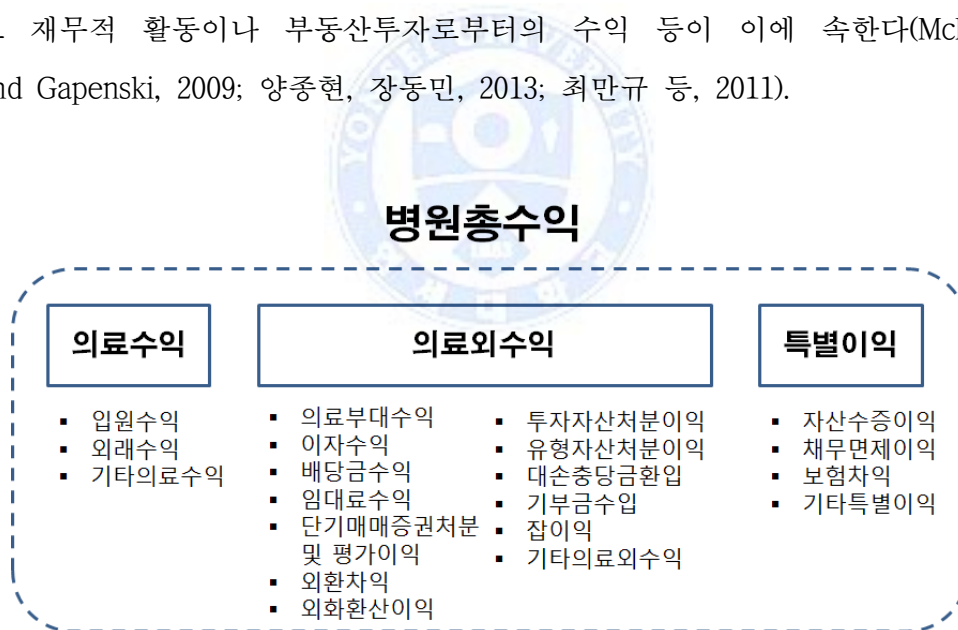 재무적 활동이나 부동산투자로부터의 수익 등이 이에 속한다(McL
nd Gapenski, 2009; 양종현, 장동민, 2013; 최만규 등, 2011).
병원총수익
의료수익
▪ 입원수익
▪ 외래수익
▪ 기타의료수익
의료외수익
▪ 의료부대수익
▪ 이자수익
▪ 배당금수익
▪ 임대료수익
▪ 단기매매증권처분
및 평가이익
▪ 외환차익
▪ 외화환산이익
▪ 투자자산처분이익
▪ 유형자산처분이익
▪ 대손충당금환입
▪ 기부금수입
▪ 잡이익
▪ 기타의료외수익
특별이익
▪ 자산수증이익
▪ 채무면제이익
▪ 보험차익
▪ 기타특별이익